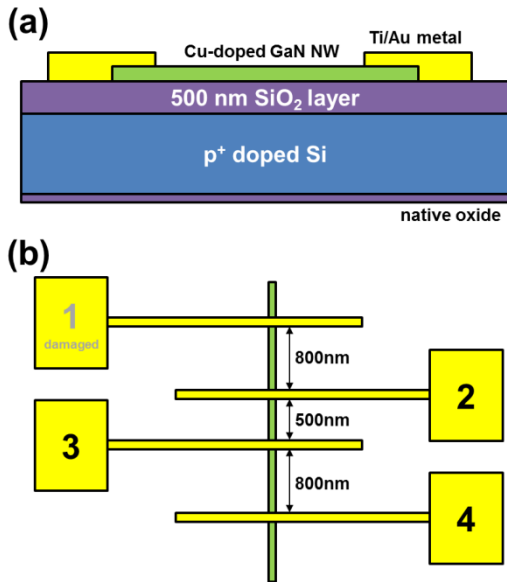 (a)
Cu-doped GaN NW
Ti/Au metal
500 nm SiO₂ layer
p⁺ doped Si
native oxide
(b)
1
damaged
800nm
2
500nm
3
800nm
4